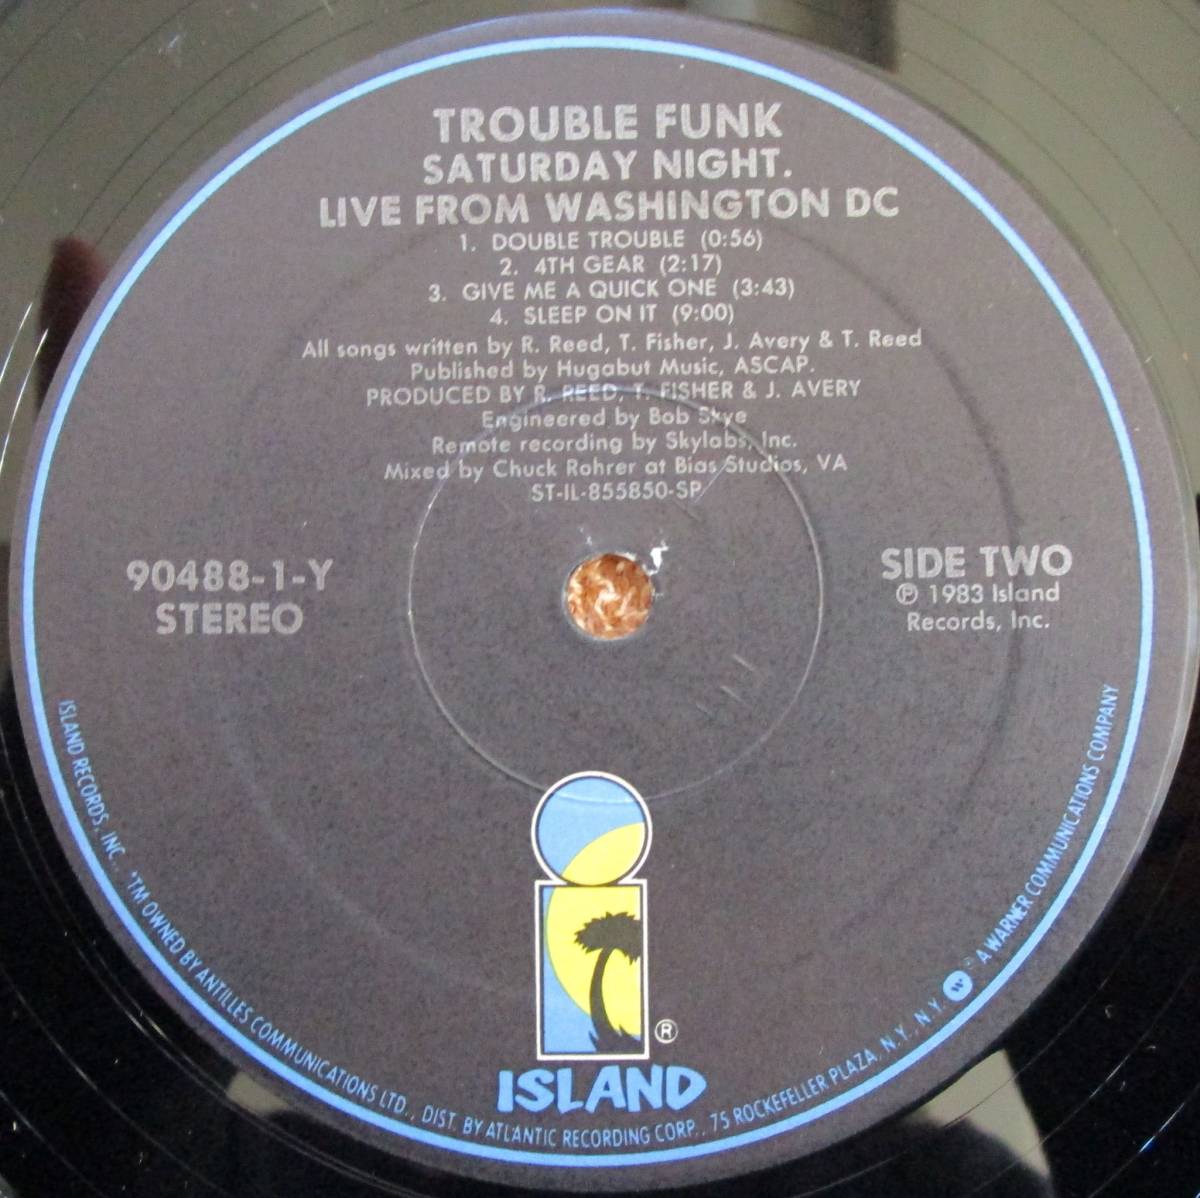 TROUBLE FUNK
SATURDAY NIGHT.
LIVE FROM WASHINGTON DC
1. DOUBLE TROUBLE (0:56)
2. 4TH GEAR (2:17)
3. GIVE ME A QUICK ONE (3:43)
4. SLEEP ON IT (9:00)
All songs written by R. Reed, T. Fisher, J. Avery & T. Reed
Published by Hugabut Music, ASCAP.
PRODUCED BY R. REED, T. FISHER & J. AVERY
Engineered by Bob Skye
Remote recording by Skylabs, Inc.
Mixed by Chuck Rohrer at Bias Studios, VA
ST-IL-855850-SP
90488-1-Y
STEREO
SIDE TWO
℗ 1983 Island
Records, Inc.
®
ISLAND
ISLAND RECORDS, INC. *TM OWNED BY ANTILLES COMMUNICATIONS LTD., DIST. BY ATLANTIC RECORDING CORP., 75 ROCKEFELLER PLAZA, N.Y., N.Y. W ® A WARNER COMMUNICATIONS COMPANY